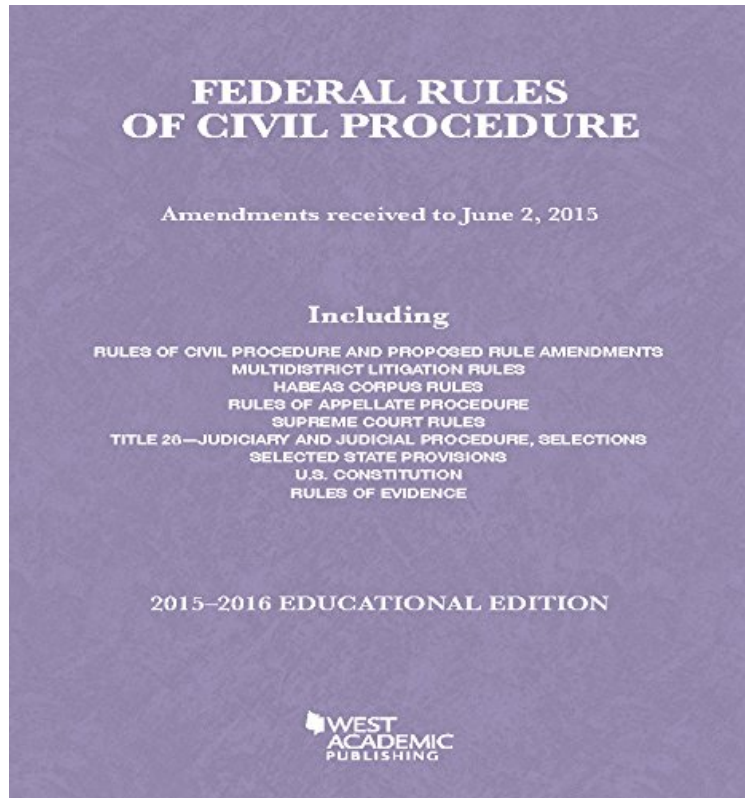 FEDERAL RULES
OF CIVIL PROCEDURE
Amendments received to June 2, 2015
Including
RULES OF CIVIL PROCEDURE AND PROPOSED RULE AMENDMENTS
MULTIDISTRICT LITIGATION RULES
HABEAS CORPUS RULES
RULES OF APPELLATE PROCEDURE
SUPREME COURT RULES
TITLE 28—JUDICIARY AND JUDICIAL PROCEDURE, SELECTIONS
SELECTED STATE PROVISIONS
U.S. CONSTITUTION
RULES OF EVIDENCE
2015–2016 EDUCATIONAL EDITION
WEST
ACADEMIC
PUBLISHING